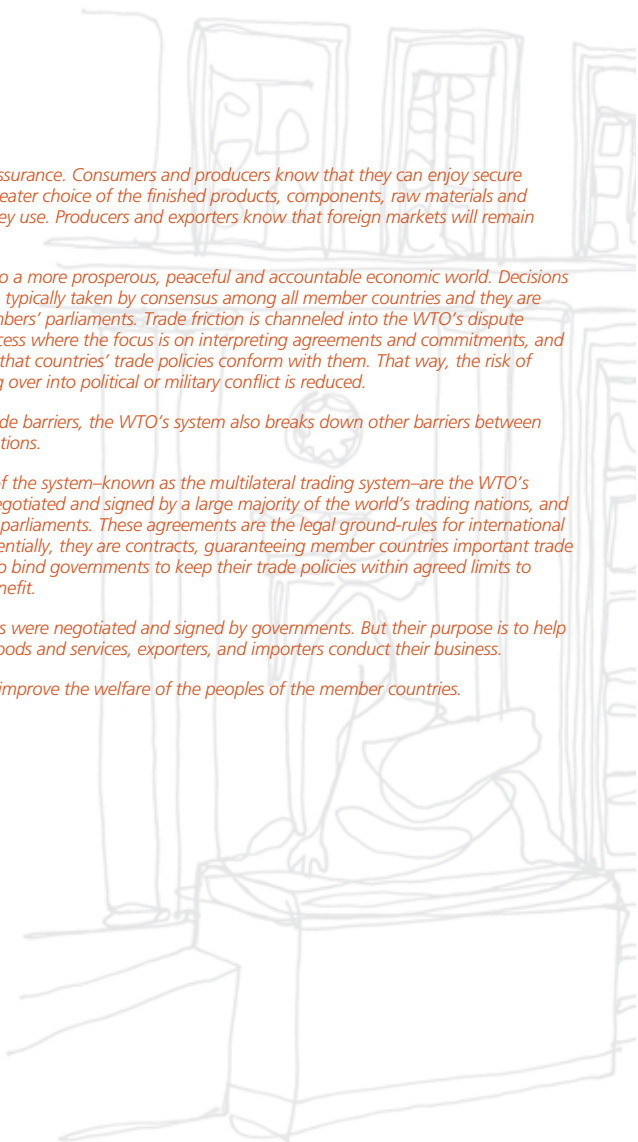 ssurance. Consumers and producers know that they can enjoy secure
eater choice of the finished products, components, raw materials and
ey use. Producers and exporters know that foreign markets will remain
o a more prosperous, peaceful and accountable economic world. Decisions
typically taken by consensus among all member countries and they are
bers’ parliaments. Trade friction is channeled into the WTO’s dispute
cess where the focus is on interpreting agreements and commitments, and
that countries’ trade policies conform with them. That way, the risk of
g over into political or military conflict is reduced.
de barriers, the WTO’s system also breaks down other barriers between
tions.
of the system–known as the multilateral trading system–are the WTO’s
egotiated and signed by a large majority of the world’s trading nations, and
parliaments. These agreements are the legal ground-rules for international
entially, they are contracts, guaranteeing member countries important trade
o bind governments to keep their trade policies within agreed limits to
nefit.
s were negotiated and signed by governments. But their purpose is to help
oods and services, exporters, and importers conduct their business.
improve the welfare of the peoples of the member countries.